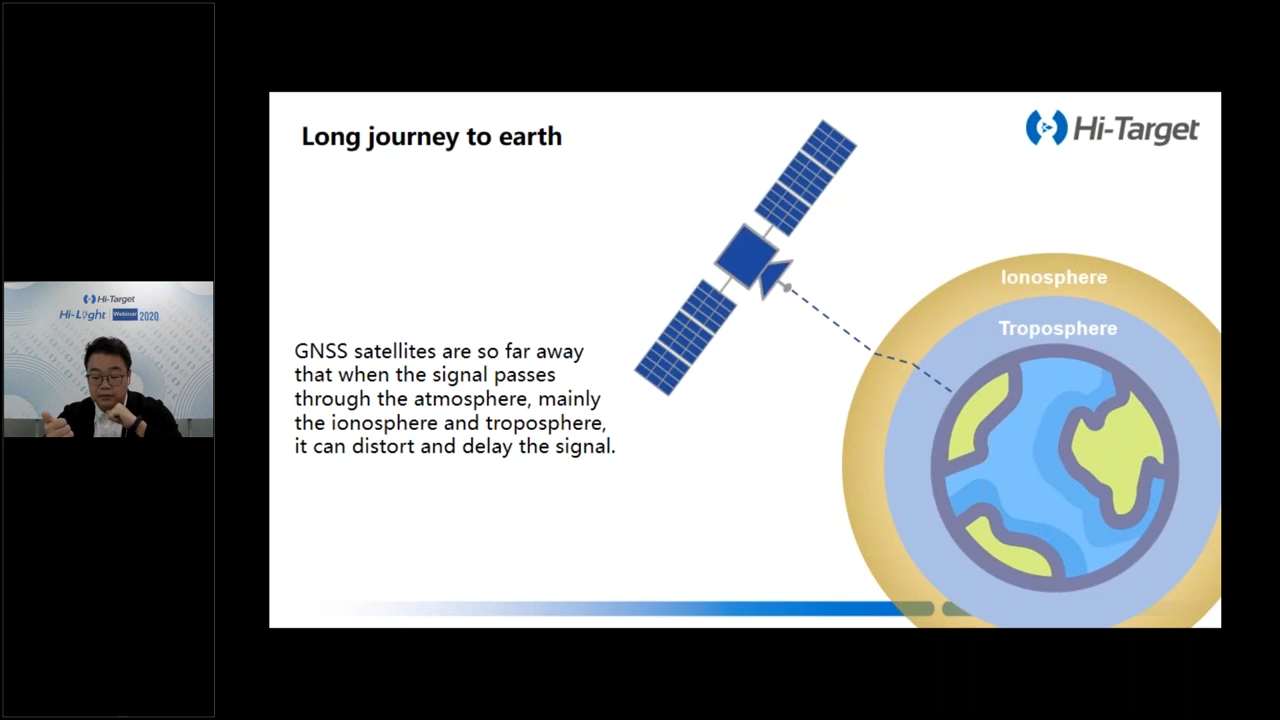 Long journey to earth
Hi-Target
Ionosphere
Troposphere
GNSS satellites are so far away
that when the signal passes
through the atmosphere, mainly
the ionosphere and troposphere,
it can distort and delay the signal.
Hi-Target
Hi-Light Webinar 2020